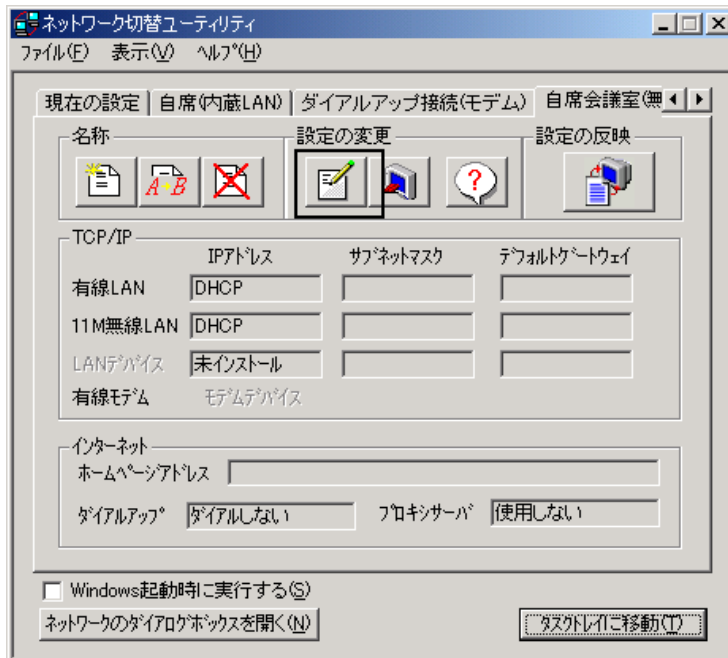 ネットワーク切替ユーティリティ
ファイル(F) 表示(V) ヘルプ(H)
現在の設定 自席(内蔵LAN) ダイアルアップ接続(モデム) 自席会議室(無
名称 設定の変更 設定の反映
A B
?
TCP/IP
IPアドレス サブネットマスク デフォルトゲートウェイ
有線LAN DHCP
11M無線LAN DHCP
LANデバイス 未インストール
有線モデム モデムデバイス
インターネット
ホームページアドレス
ダイアルアップ ダイアルしない プロキシサーバ 使用しない
Windows起動時に実行する(S)
ネットワークのダイアログボックスを開く(N) タスクトレイに移動(T)